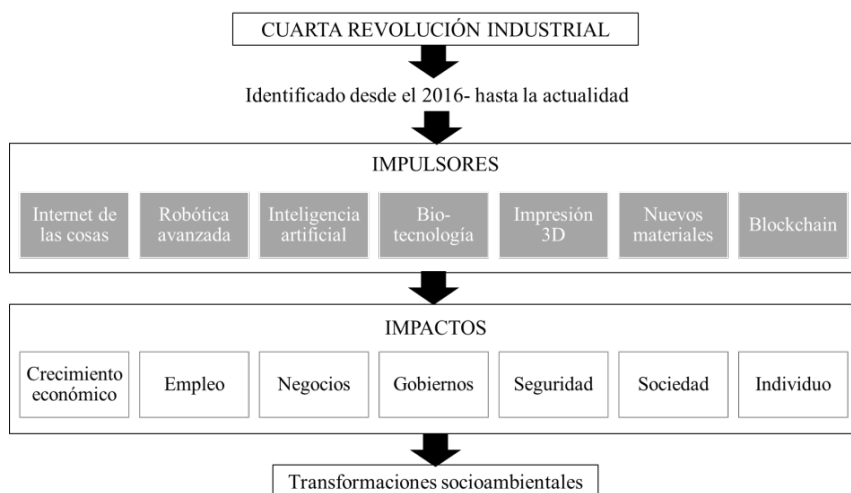 CUARTA REVOLUCIÓN INDUSTRIAL
Identificado desde el 2016- hasta la actualidad
IMPULSORES
Internet de
las cosas
Robótica
avanzada
Inteligencia
artificial
Bio-
tecnología
Impresión
3D
Nuevos
materiales
Blockchain
IMPACTOS
Crecimiento
económico
Empleo
Negocios
Gobiernos
Seguridad
Sociedad
Individuo
Transformaciones socioambientales